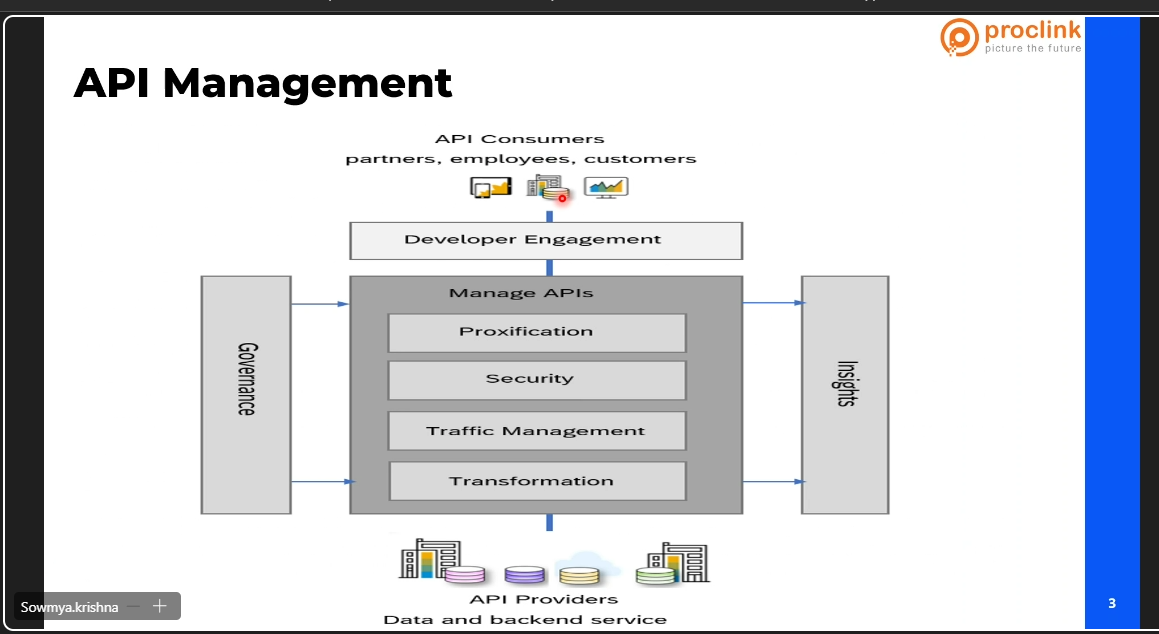 proclink
picture the future
API Management
API Consumers
partners, employees, customers
Developer Engagement
Manage APIs
Proxification
Security
Traffic Management
Transformation
Governance
Insights
API Providers
Data and backend service
Sowmya.krishna
3